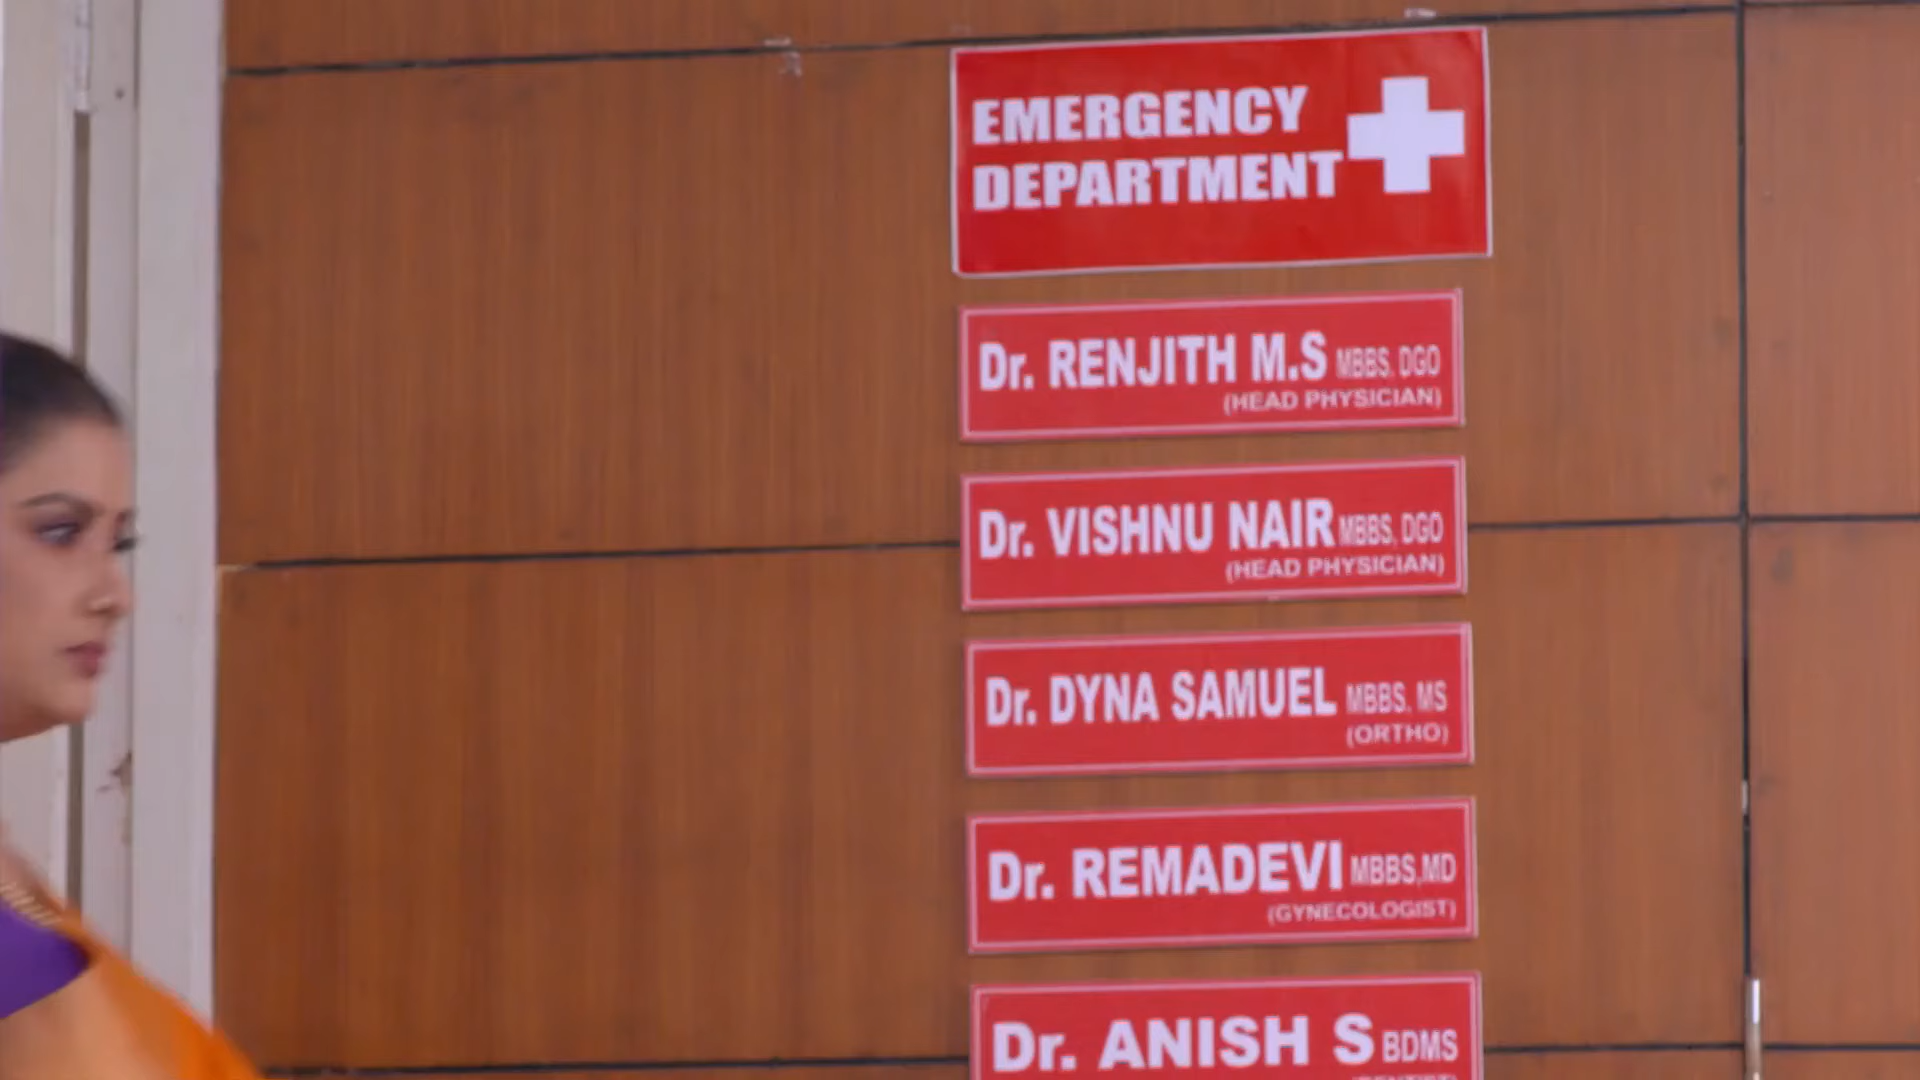 EMERGENCY
DEPARTMENT
Dr. RENJITH M.S MBBS, DGO
(HEAD PHYSICIAN)
Dr. VISHNU NAIR MBBS, DGO
(HEAD PHYSICIAN)
Dr. DYNA SAMUEL MBBS, MS
(ORTHO)
Dr. REMADEVI MBBS,MD
(GYNECOLOGIST)
Dr. ANISH S BDMS